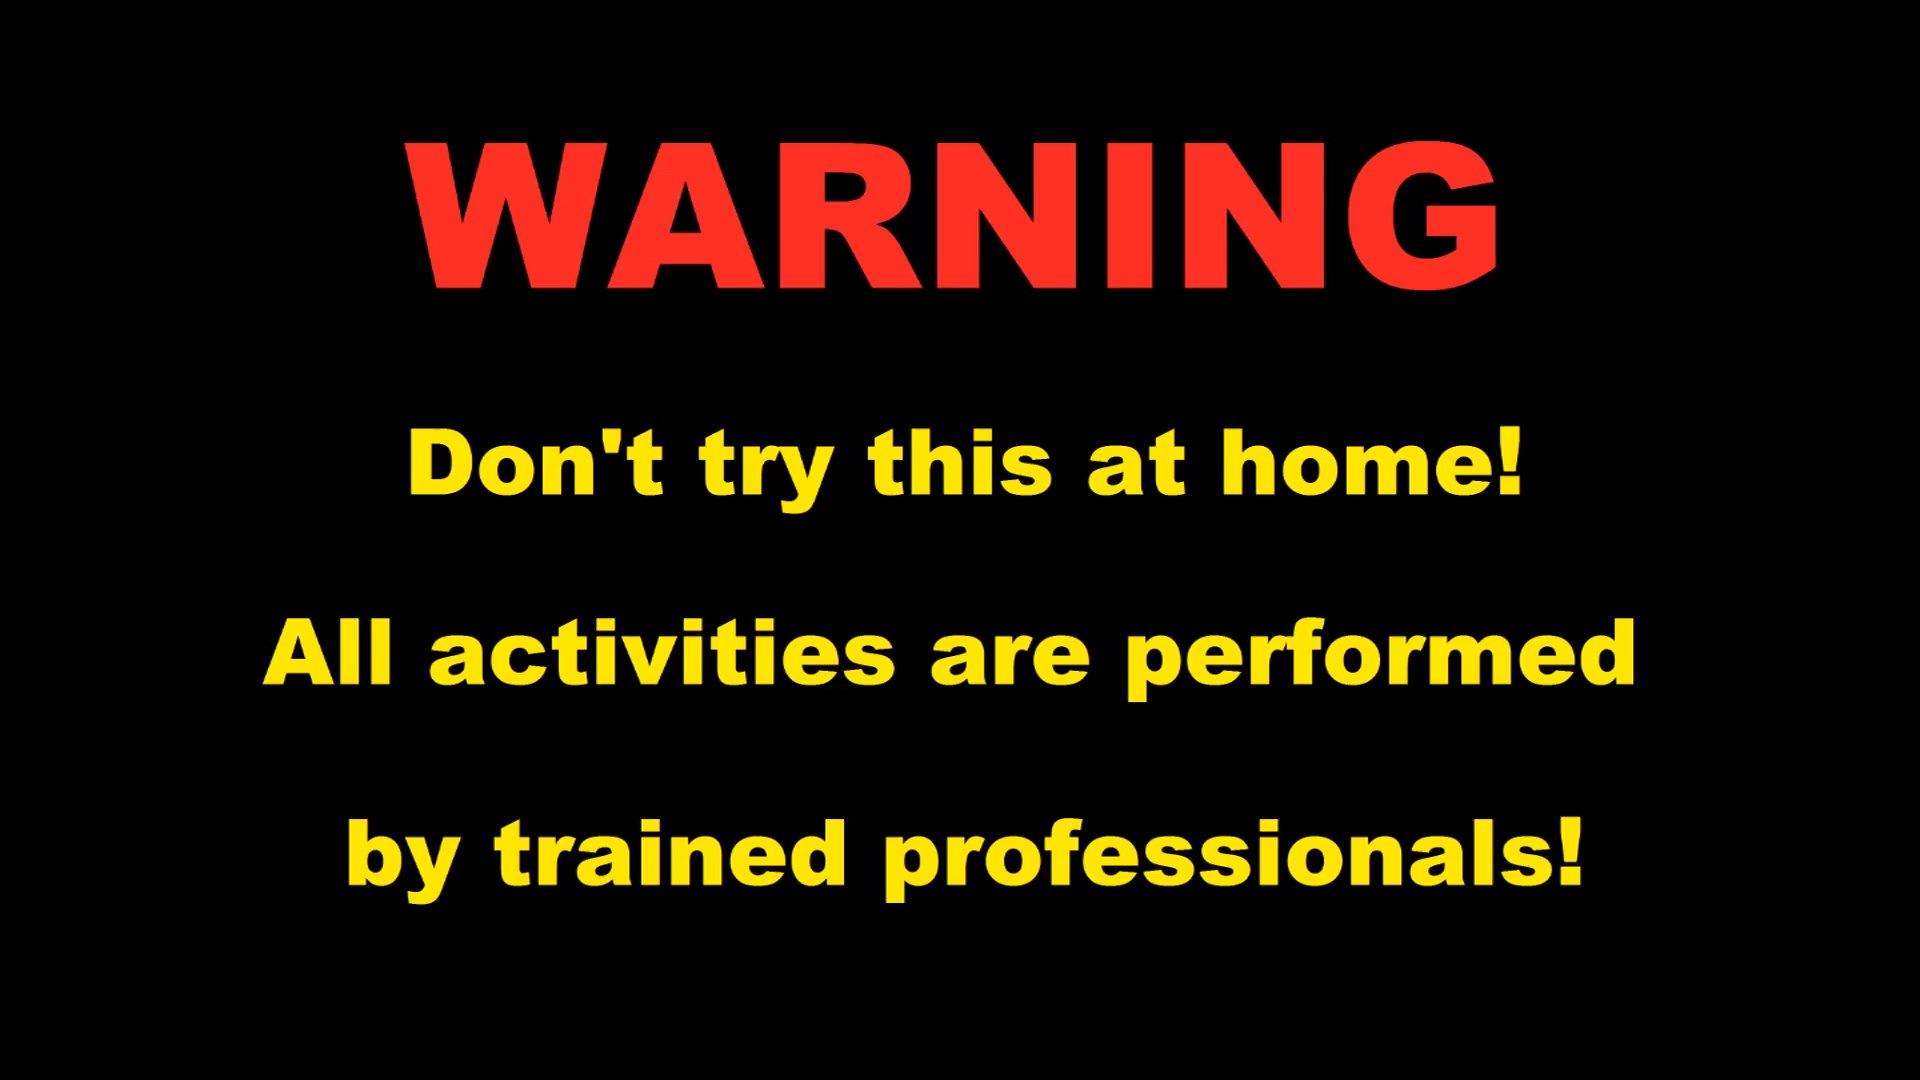 WARNING
Don't try this at home!
All activities are performed
by trained professionals!